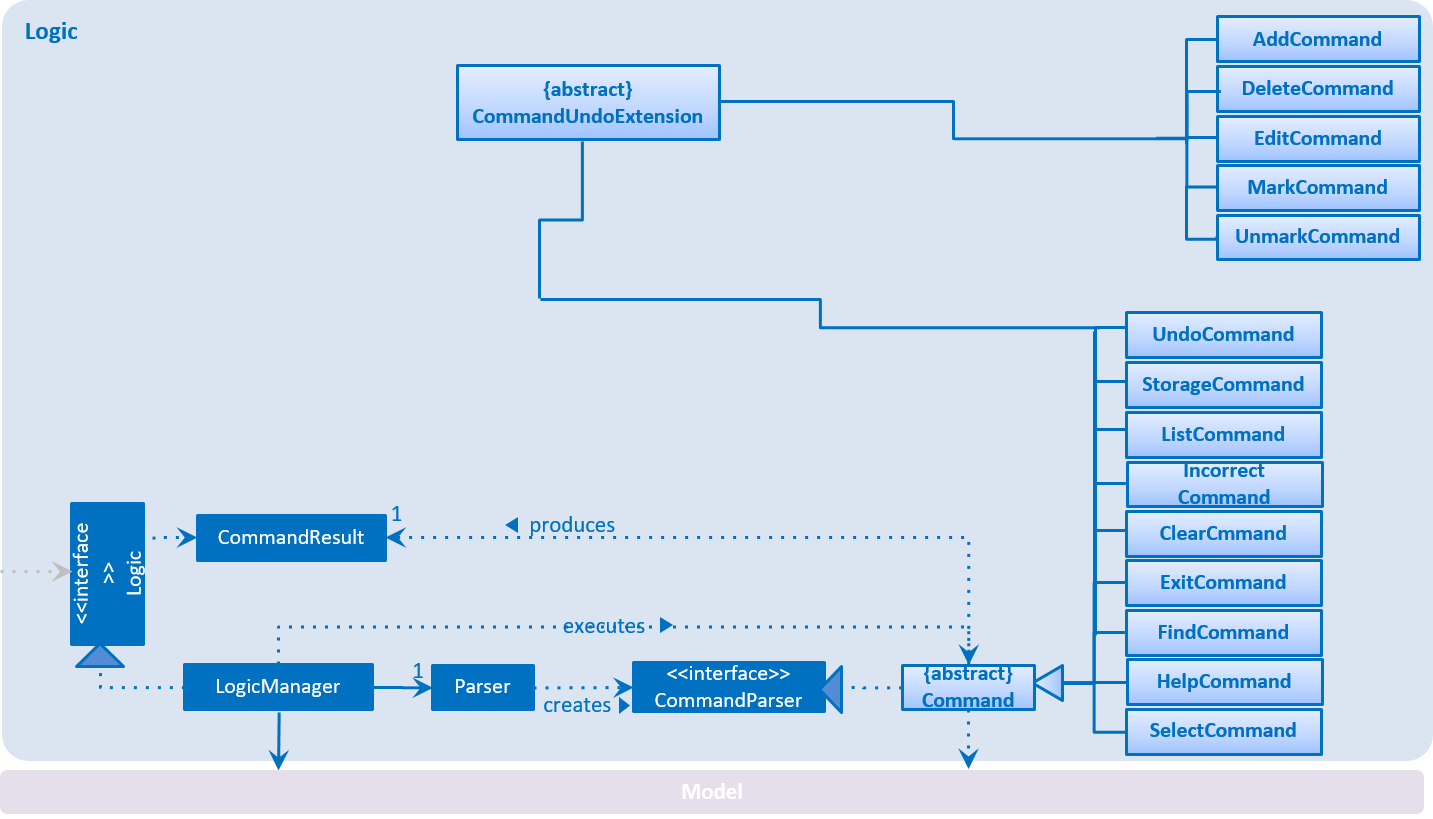 Logic
{abstract}
CommandUndoExtension
AddCommand
DeleteCommand
EditCommand
MarkCommand
UnmarkCommand
UndoCommand
StorageCommand
ListCommand
Incorrect
Command
ClearCmmand
ExitCommand
FindCommand
HelpCommand
SelectCommand
<<interface
>>
Logic
CommandResult
1
produces
executes
LogicManager
1
Parser
creates
<<interface>>
CommandParser
{abstract}
Command
Model